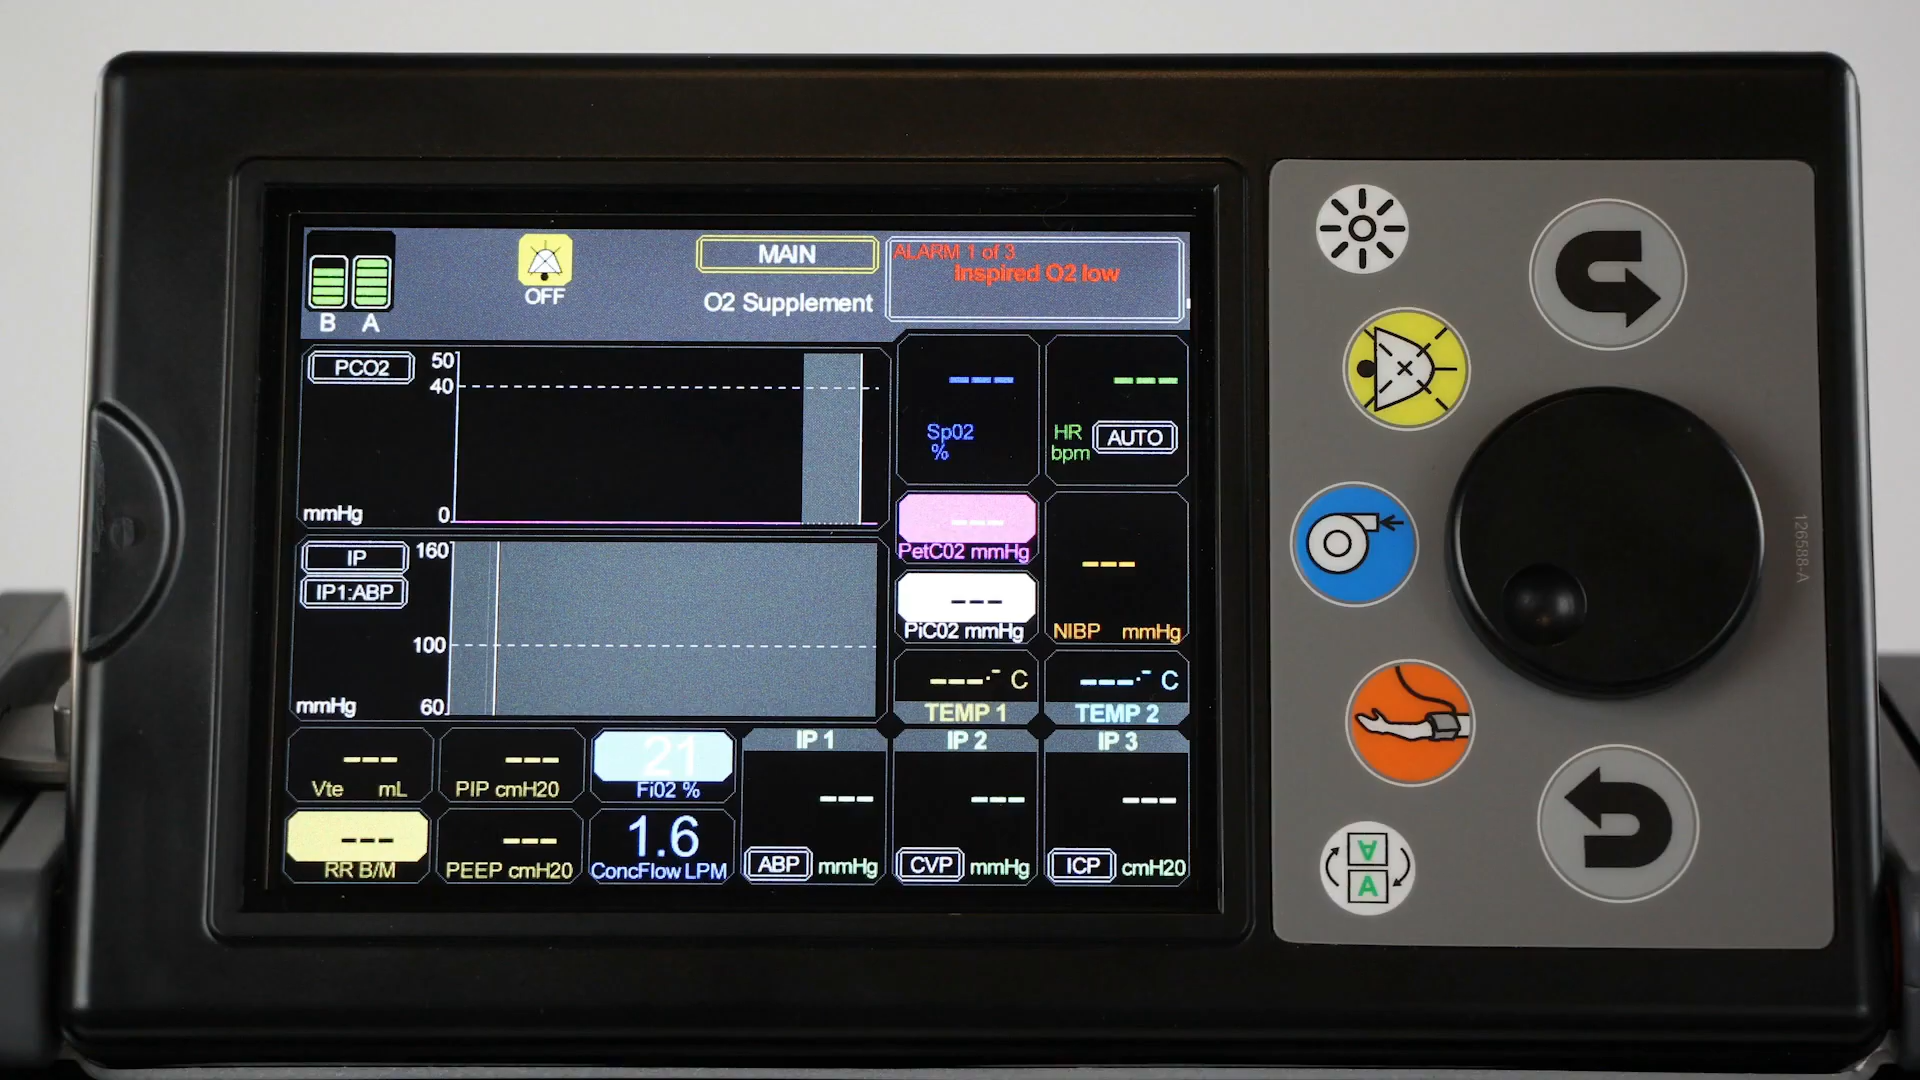 B A
OFF
MAIN
O2 Supplement
ALARM 1 of 3
Inspired O2 low
PCO2
50
40
0
mmHg
IP
IP1:ABP
160
100
60
mmHg
--- 
Sp02
%
---
HR
bpm
AUTO
---
PetC02 mmHg
---
PiC02 mmHg
---
NIBP mmHg
---.- C
TEMP 1
---.- C
TEMP 2
---
Vte mL
---
PIP cmH20
21
Fi02 %
---
RR B/M
---
PEEP cmH20
1.6
ConcFlow LPM
IP 1
---
ABP mmHg
IP 2
---
CVP mmHg
IP 3
---
ICP cmH20
A
A
126588-A